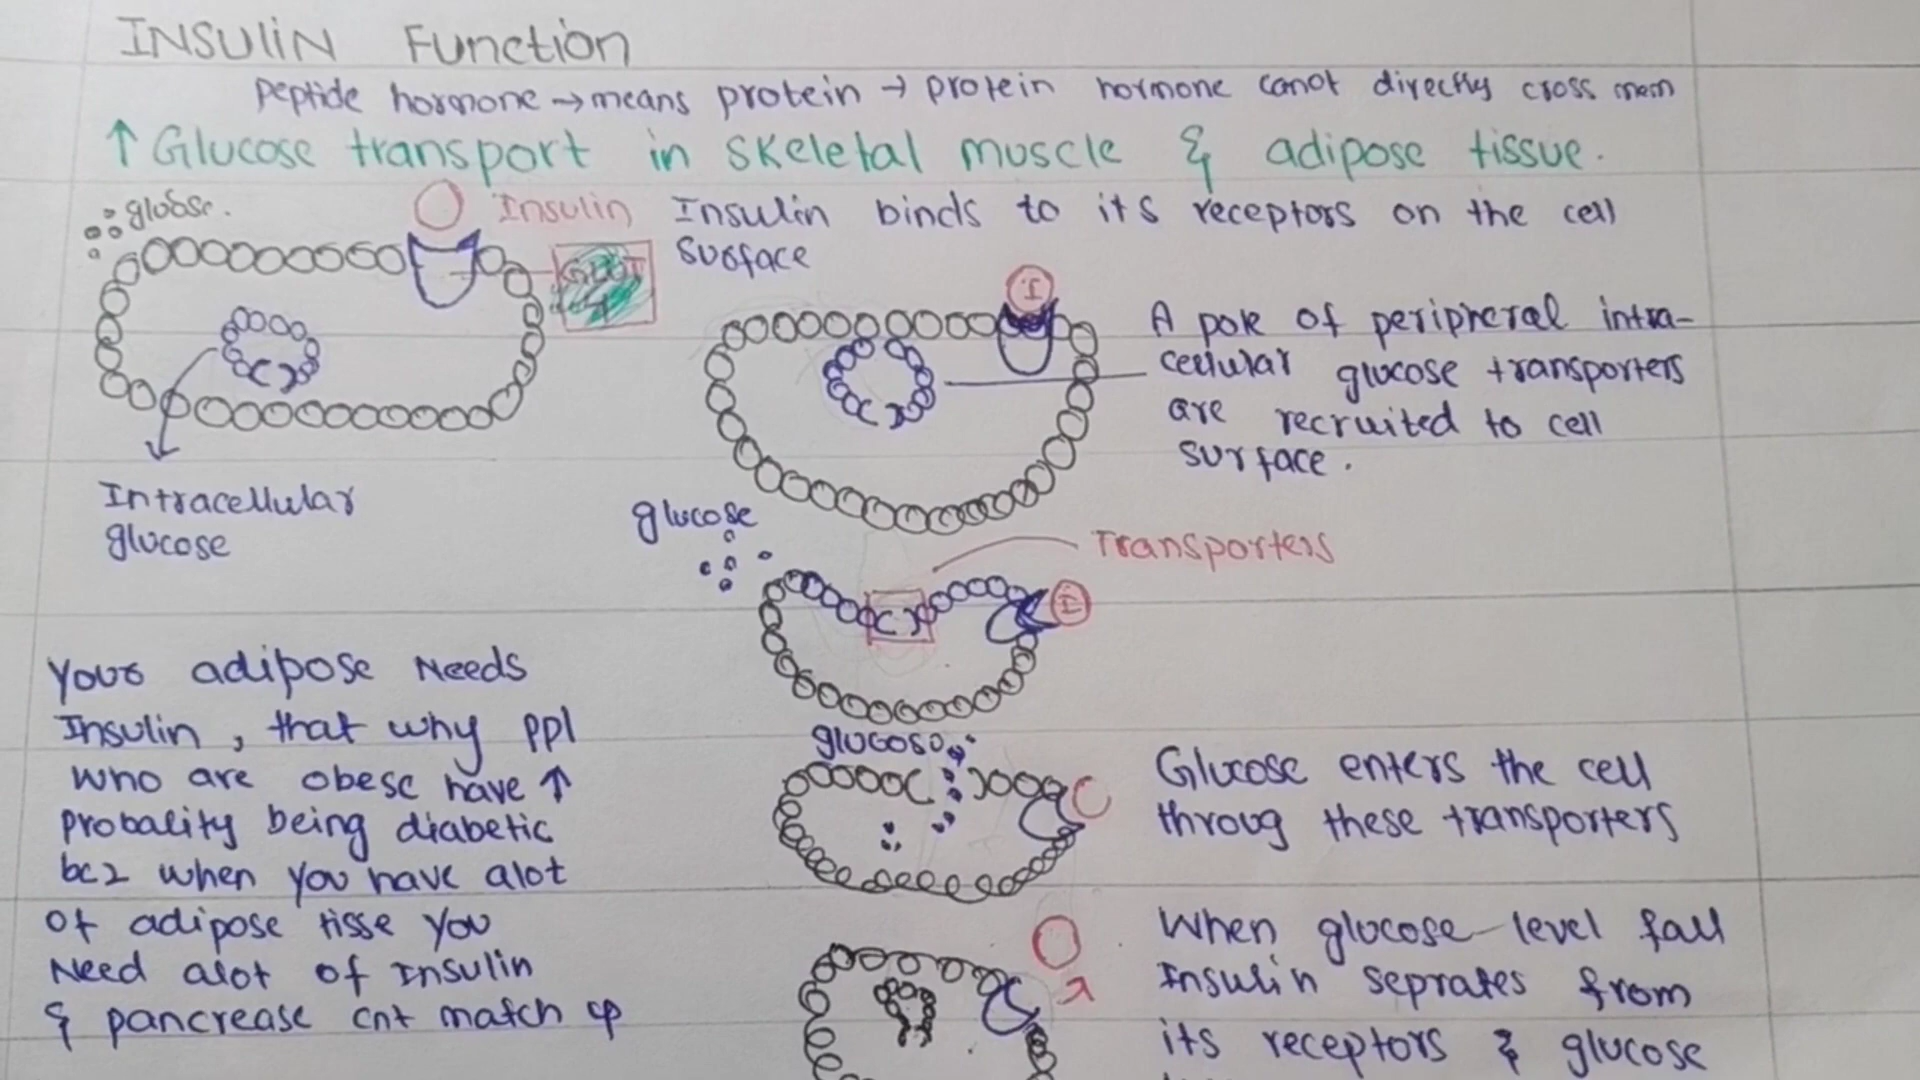 INSULIN Function
Peptide hormone → means protein → protein hormone canot directly cross mem
↑ Glucose transport in skeletal muscle & adipose tissue.
Insulin
Insulin binds to its receptors on the cell
surface
GLUT
4
I
A pore of peripheral intra-
cellular glucose transporters
are recruited to cell
surface.
Intracellular
glucose
glucose
Transporters
I
Your adipose Needs
Insulin, that why ppl
who are obese have ↑
probality being diabetic
bcz when you have alot
of adipose tisse you
Need alot of Insulin
& pancrease cnt match up
glucose
Glucose enters the cell
throug these transporters
When glucose level fall
Insulin seprates from
its receptors & glucose